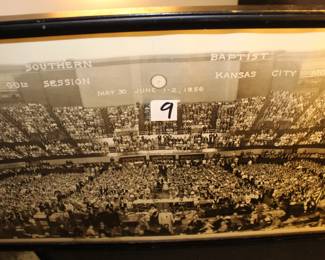 SOUTHERN BAPTIST
SESSION KANSAS CITY
MAY 30 JUNE 1-2, 1956
9